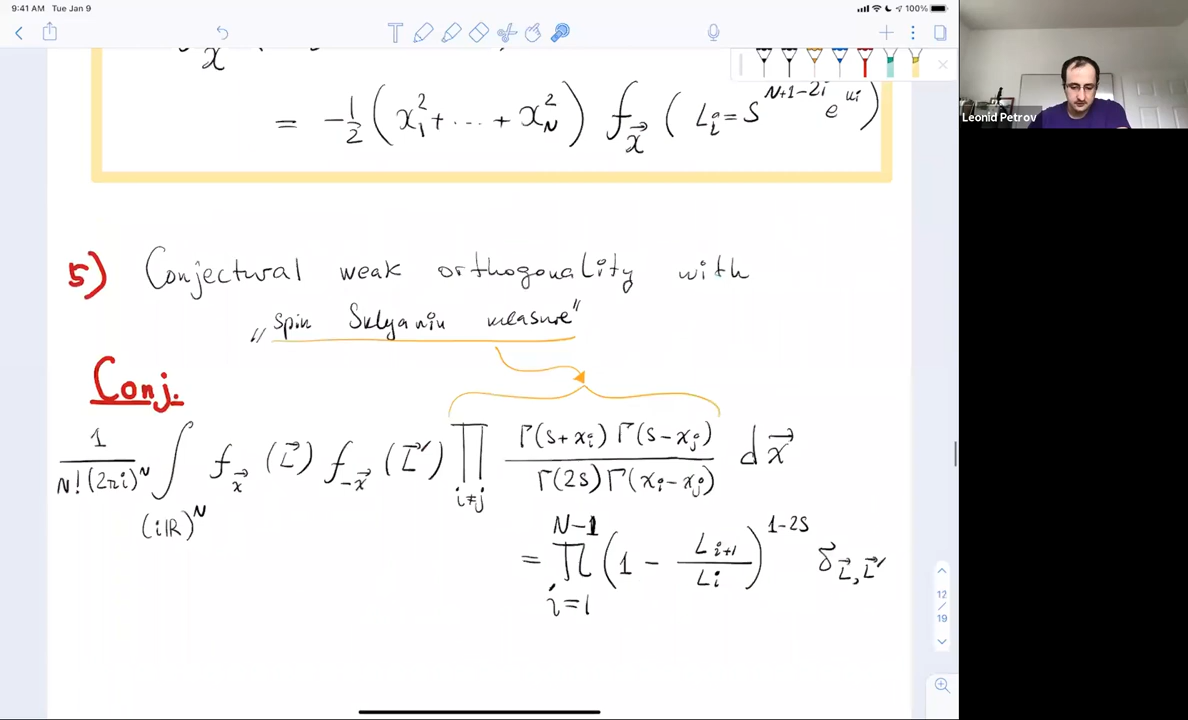 9:41 AM Tue Jan 9
100%
x⃗
= -1/2 (x₁² + ... + x_N²) f_x⃗ (L_i = S^{N+1-2i} e^{u_i})
Leonid Petrov
5) Conjectural weak orthogonality with
„spin Sklyanin measure"
Conj.
1/(N!(2πi)^N) ∫_{(iℝ)^N} f_x⃗ (L⃗) f_{-x⃗} (L⃗') ∏_{i≠j} Γ(s+x_i) Γ(s-x_j) / Γ(2s) Γ(x_i-x_j) dx⃗
= ∏_{i=1}^{N-1} (1 - L_{i+1}/L_i)^{1-2s} δ_{L⃗,L⃗'}
12
/
19